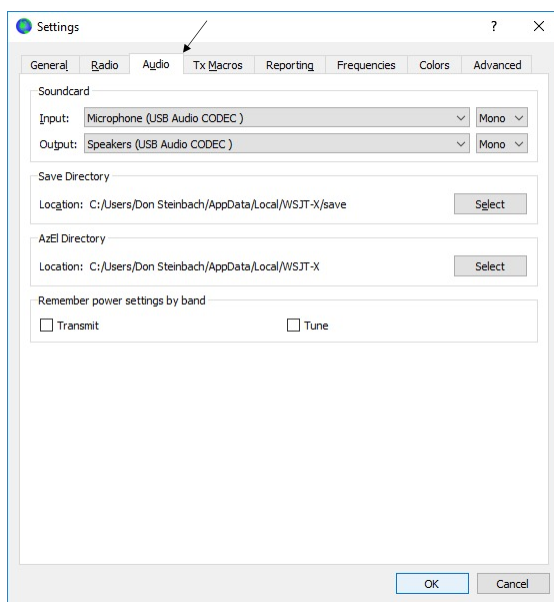 Settings
General Radio Audio Tx Macros Reporting Frequencies Colors Advanced
Soundcard
Input: Microphone (USB Audio CODEC ) Mono
Output: Speakers (USB Audio CODEC ) Mono
Save Directory
Location: C:/Users/Don Steinbach/AppData/Local/WSJT-X/save Select
AzEl Directory
Location: C:/Users/Don Steinbach/AppData/Local/WSJT-X Select
Remember power settings by band
Transmit Tune
OK Cancel